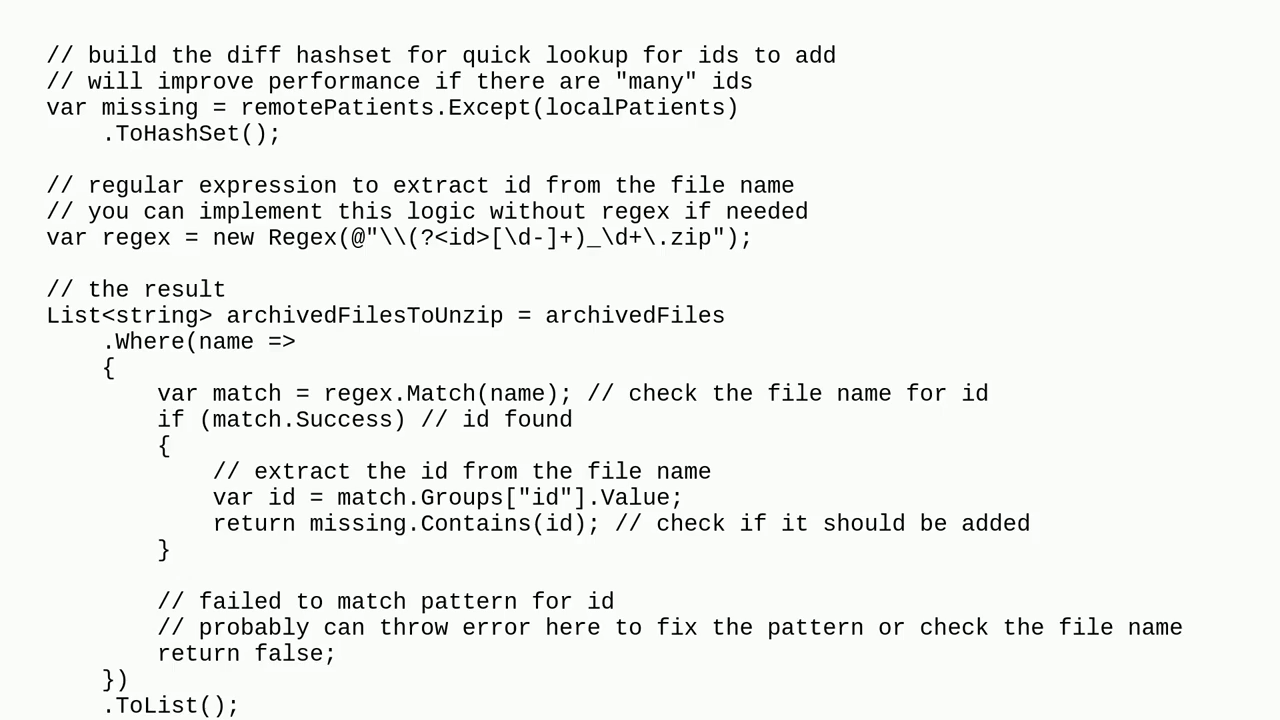 // build the diff hashset for quick lookup for ids to add
// will improve performance if there are "many" ids
var missing = remotePatients.Except(localPatients)
    .ToHashSet();

// regular expression to extract id from the file name
// you can implement this logic without regex if needed
var regex = new Regex(@"\\(?<id>[\d-]+)_\d+\.zip");

// the result
List<string> archivedFilesToUnzip = archivedFiles
    .Where(name =>
    {
        var match = regex.Match(name); // check the file name for id
        if (match.Success) // id found
        {
            // extract the id from the file name
            var id = match.Groups["id"].Value;
            return missing.Contains(id); // check if it should be added
        }

        // failed to match pattern for id
        // probably can throw error here to fix the pattern or check the file name
        return false;
    })
    .ToList();